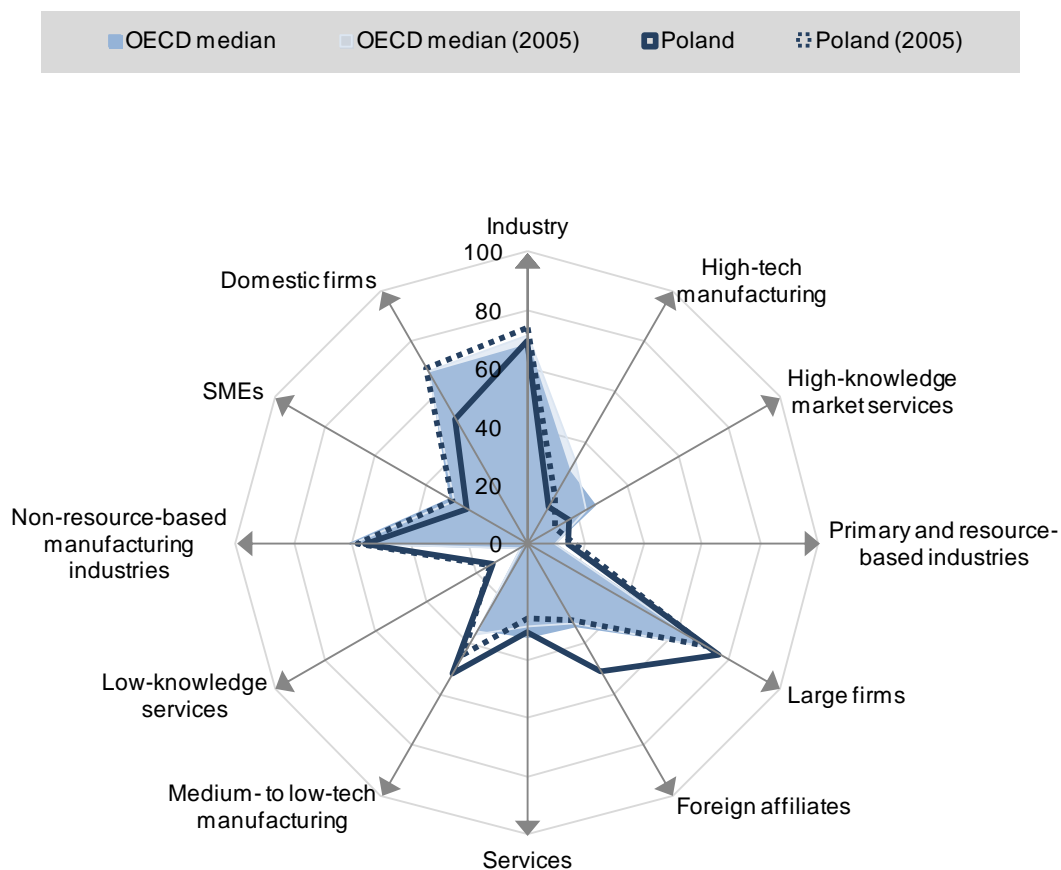 OECD median OECD median (2005) Poland Poland (2005)
Industry
100
High-tech
manufacturing
Domestic firms
80
High-knowledge
market services
SMEs
60
40
20
Non-resource-based
manufacturing
industries
0
Primary and resource-
based industries
Low-knowledge
services
Large firms
Medium- to low-tech
manufacturing
Foreign affiliates
Services